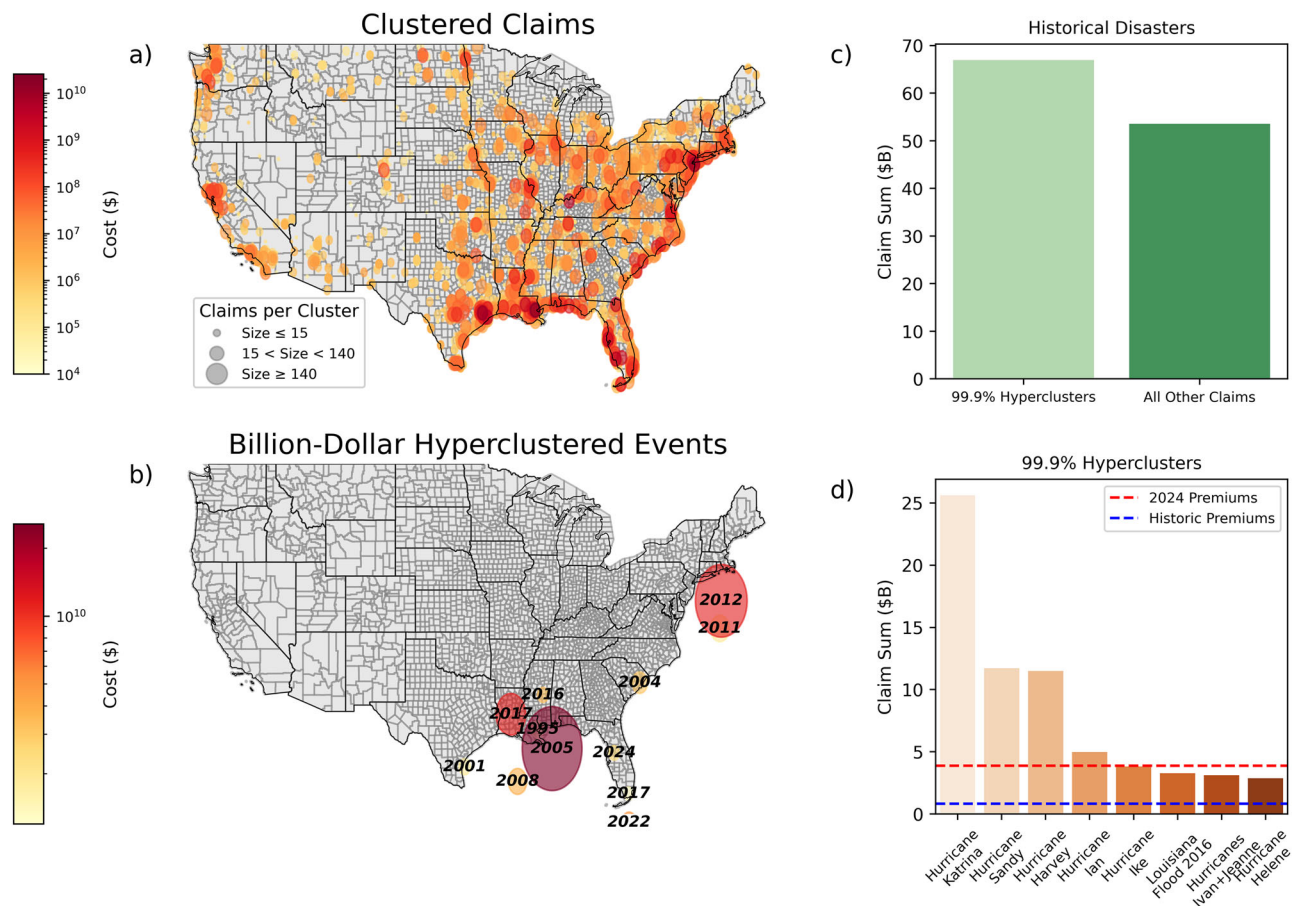 Clustered Claims
a)
10^10
10^9
10^8
10^7
10^6
10^5
10^4
Cost ($)
Claims per Cluster
Size ≤ 15
15 < Size < 140
Size ≥ 140
c)
Historical Disasters
70
60
50
40
30
20
10
0
Claim Sum ($B)
99.9% Hyperclusters
All Other Claims
Billion-Dollar Hyperclustered Events
b)
10^10
Cost ($)
2012
2011
2004
2016
2017
1995
2005
2024
2001
2008
2017
2022
d)
99.9% Hyperclusters
2024 Premiums
Historic Premiums
25
20
15
10
5
0
Claim Sum ($B)
Hurricane
Katrina
Hurricane
Sandy
Hurricane
Harvey
Hurricane
Ian
Hurricane
Ike
Louisiana
Flood 2016
Hurricanes
Ivan+Jeanne
Hurricane
Helene